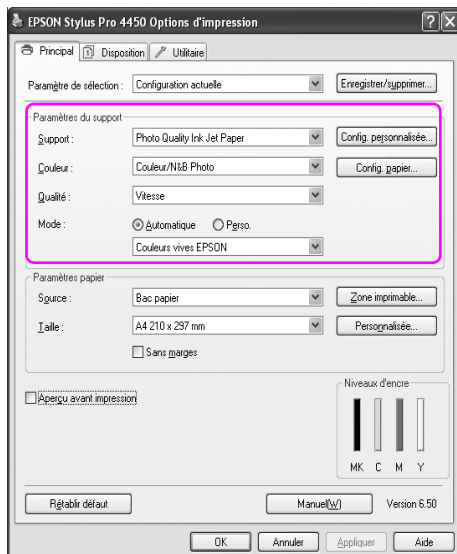 EPSON Stylus Pro 4450 Options d'impression
Principal Disposition Utilitaire
Paramètre de sélection : Configuration actuelle Enregistrer/supprimer...
Paramètres du support
Support : Photo Quality Ink Jet Paper Config. personnalisée...
Couleur : Couleur/N&B Photo Config. papier...
Qualité : Vitesse
Mode : Automatique Perso.
Couleurs vives EPSON
Paramètres papier
Source : Bac papier Zone imprimable...
Taille : A4 210 x 297 mm Personnalisée...
Sans marges
Aperçu avant impression
Niveaux d'encre
MK C M Y
Rétablir défaut Manuel(W) Version 6.50
OK Annuler Appliquer Aide